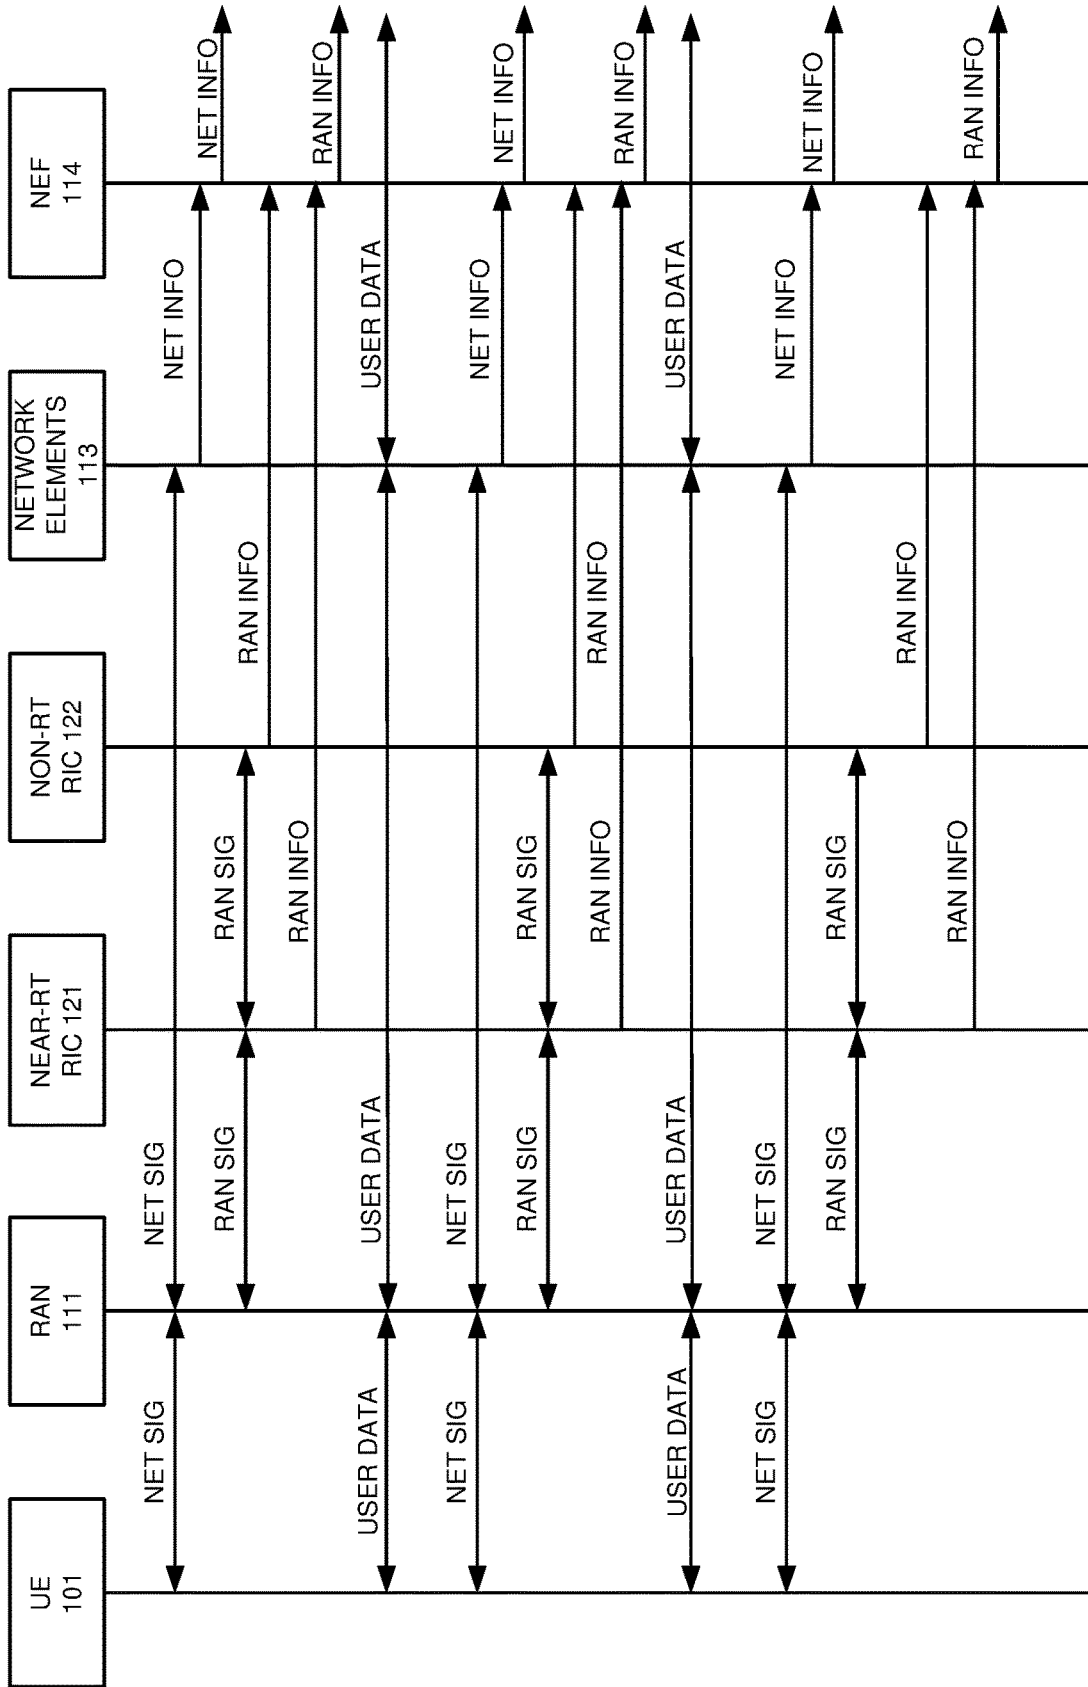 UE
101
RAN
111
NEAR-RT
RIC 121
NON-RT
RIC 122
NETWORK
ELEMENTS
113
NEF
114
NET SIG
NET SIG
NET INFO
NET INFO
RAN SIG
RAN SIG
RAN INFO
RAN INFO
RAN INFO
USER DATA
USER DATA
USER DATA
NET SIG
NET SIG
NET INFO
NET INFO
RAN SIG
RAN SIG
RAN INFO
RAN INFO
RAN INFO
USER DATA
USER DATA
USER DATA
NET SIG
NET SIG
NET INFO
NET INFO
RAN SIG
RAN SIG
RAN INFO
RAN INFO
RAN INFO